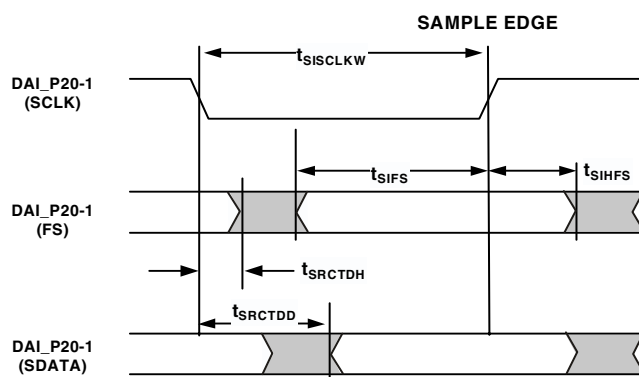 SAMPLE EDGE
tSISCLKW
DAI_P20-1
(SCLK)
tSIFS
tSIHFS
DAI_P20-1
(FS)
tSRCTDH
tSRCTDD
DAI_P20-1
(SDATA)